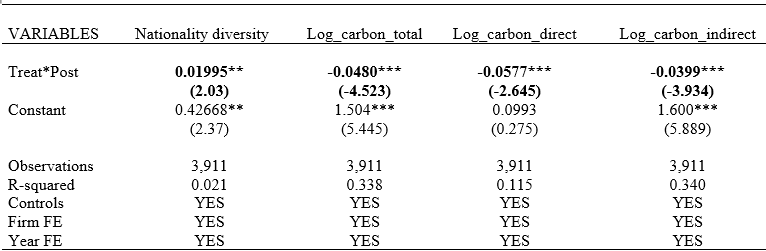 VARIABLES Nationality diversity Log_carbon_total Log_carbon_direct Log_carbon_indirect
Treat*Post 0.01995** -0.0480*** -0.0577*** -0.0399***
(2.03) (-4.523) (-2.645) (-3.934)
Constant 0.42668** 1.504*** 0.0993 1.600***
(2.37) (5.445) (0.275) (5.889)
Observations 3,911 3,911 3,911 3,911
R-squared 0.021 0.338 0.115 0.340
Controls YES YES YES YES
Firm FE YES YES YES YES
Year FE YES YES YES YES